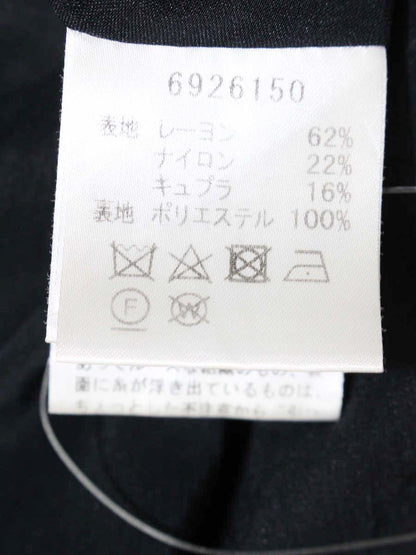 6926150
表地 レーヨン 62%
ナイロン 22%
キュプラ 16%
裏地 ポリエステル 100%
F
W
面に糸が浮き出ているものは、